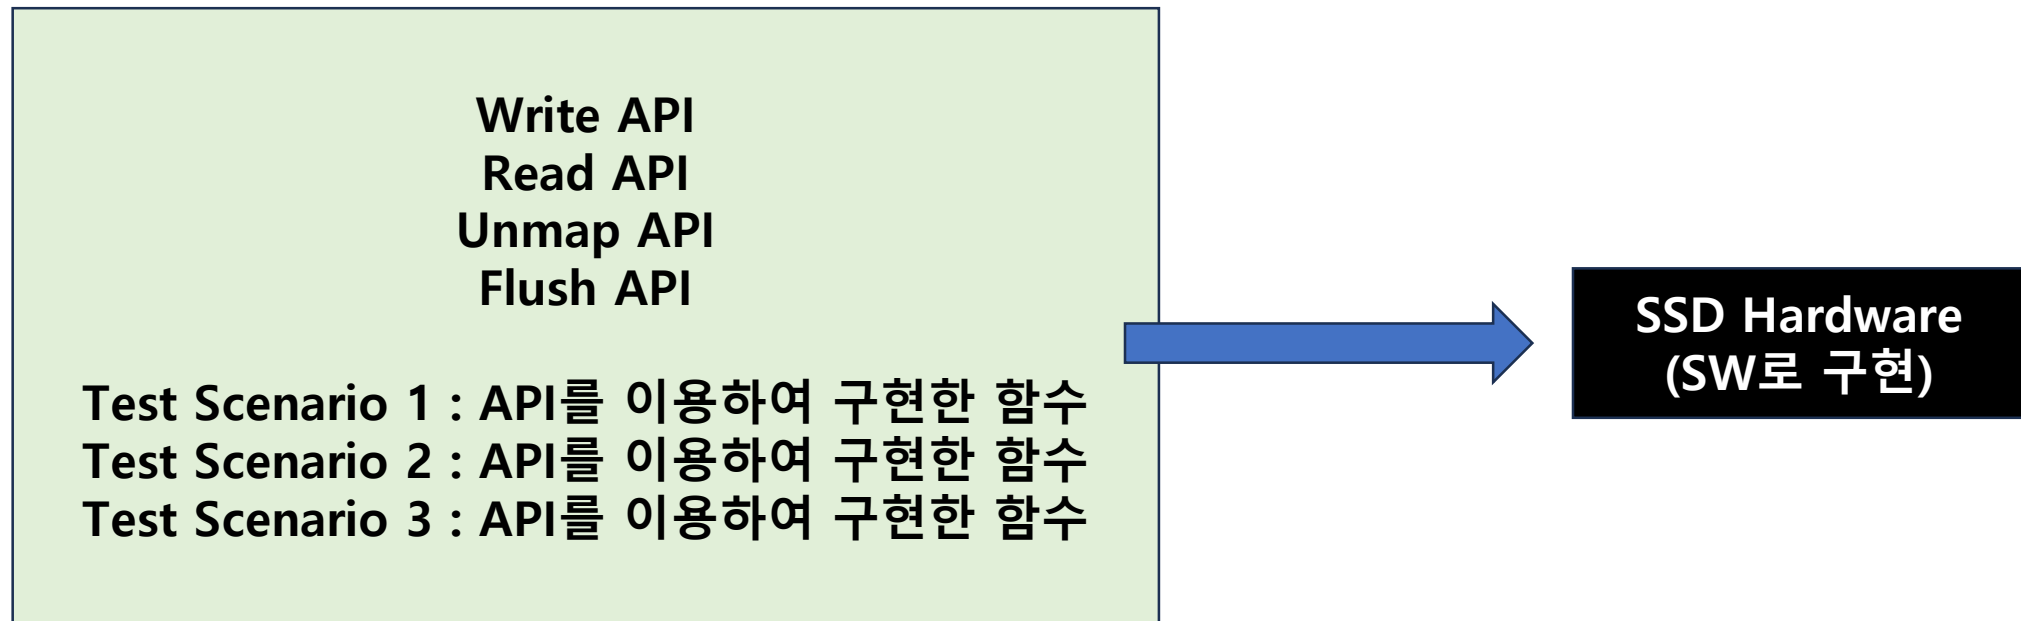 Write API
Read API
Unmap API
Flush API
Test Scenario 1 : API를 이용하여 구현한 함수
Test Scenario 2 : API를 이용하여 구현한 함수
Test Scenario 3 : API를 이용하여 구현한 함수
SSD Hardware
(SW로 구현)